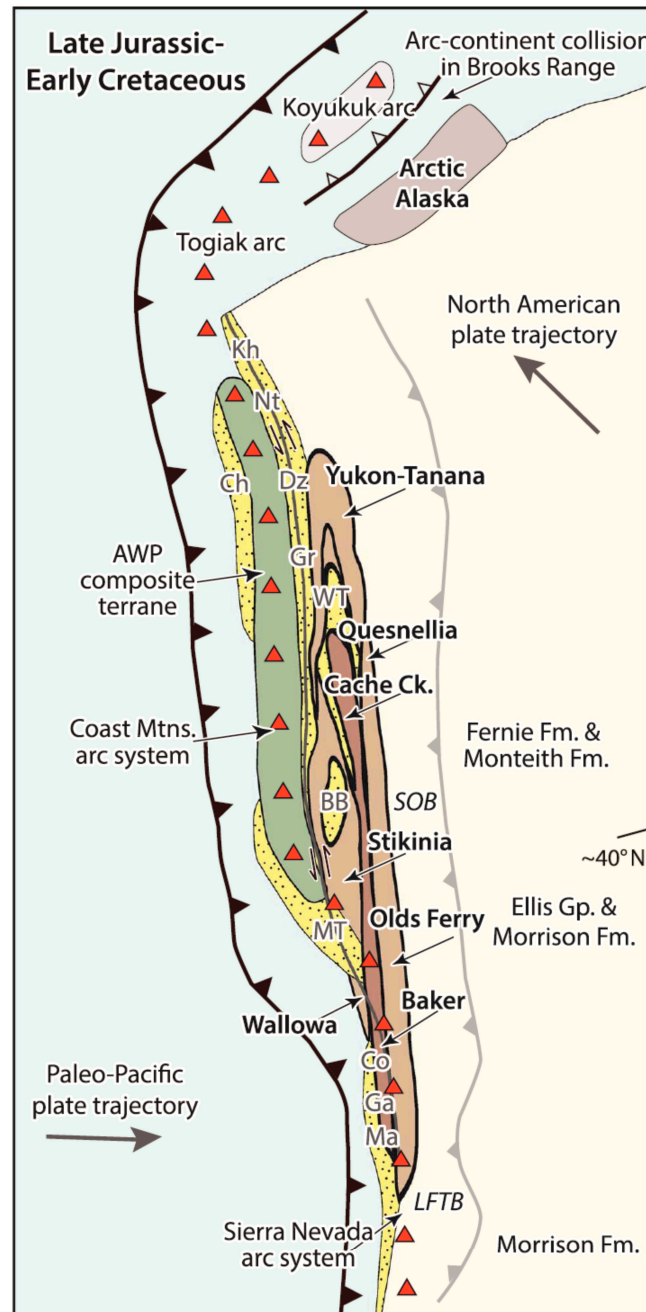 Late Jurassic-
Early Cretaceous
Arc-continent collision
in Brooks Range
Koyukuk arc
Arctic
Alaska
Togiak arc
North American
plate trajectory
Kh
Nt
Ch
Dz
Yukon-Tanana
AWP
composite
terrane
Gr
WT
Quesnellia
Cache Ck.
Coast Mtns.
arc system
Fernie Fm. &
Monteith Fm.
BB
SOB
Stikinia
~40°N
MT
Olds Ferry
Ellis Gp. &
Morrison Fm.
Baker
Wallowa
Co
Paleo-Pacific
plate trajectory
Ga
Ma
LFTB
Sierra Nevada
arc system
Morrison Fm.